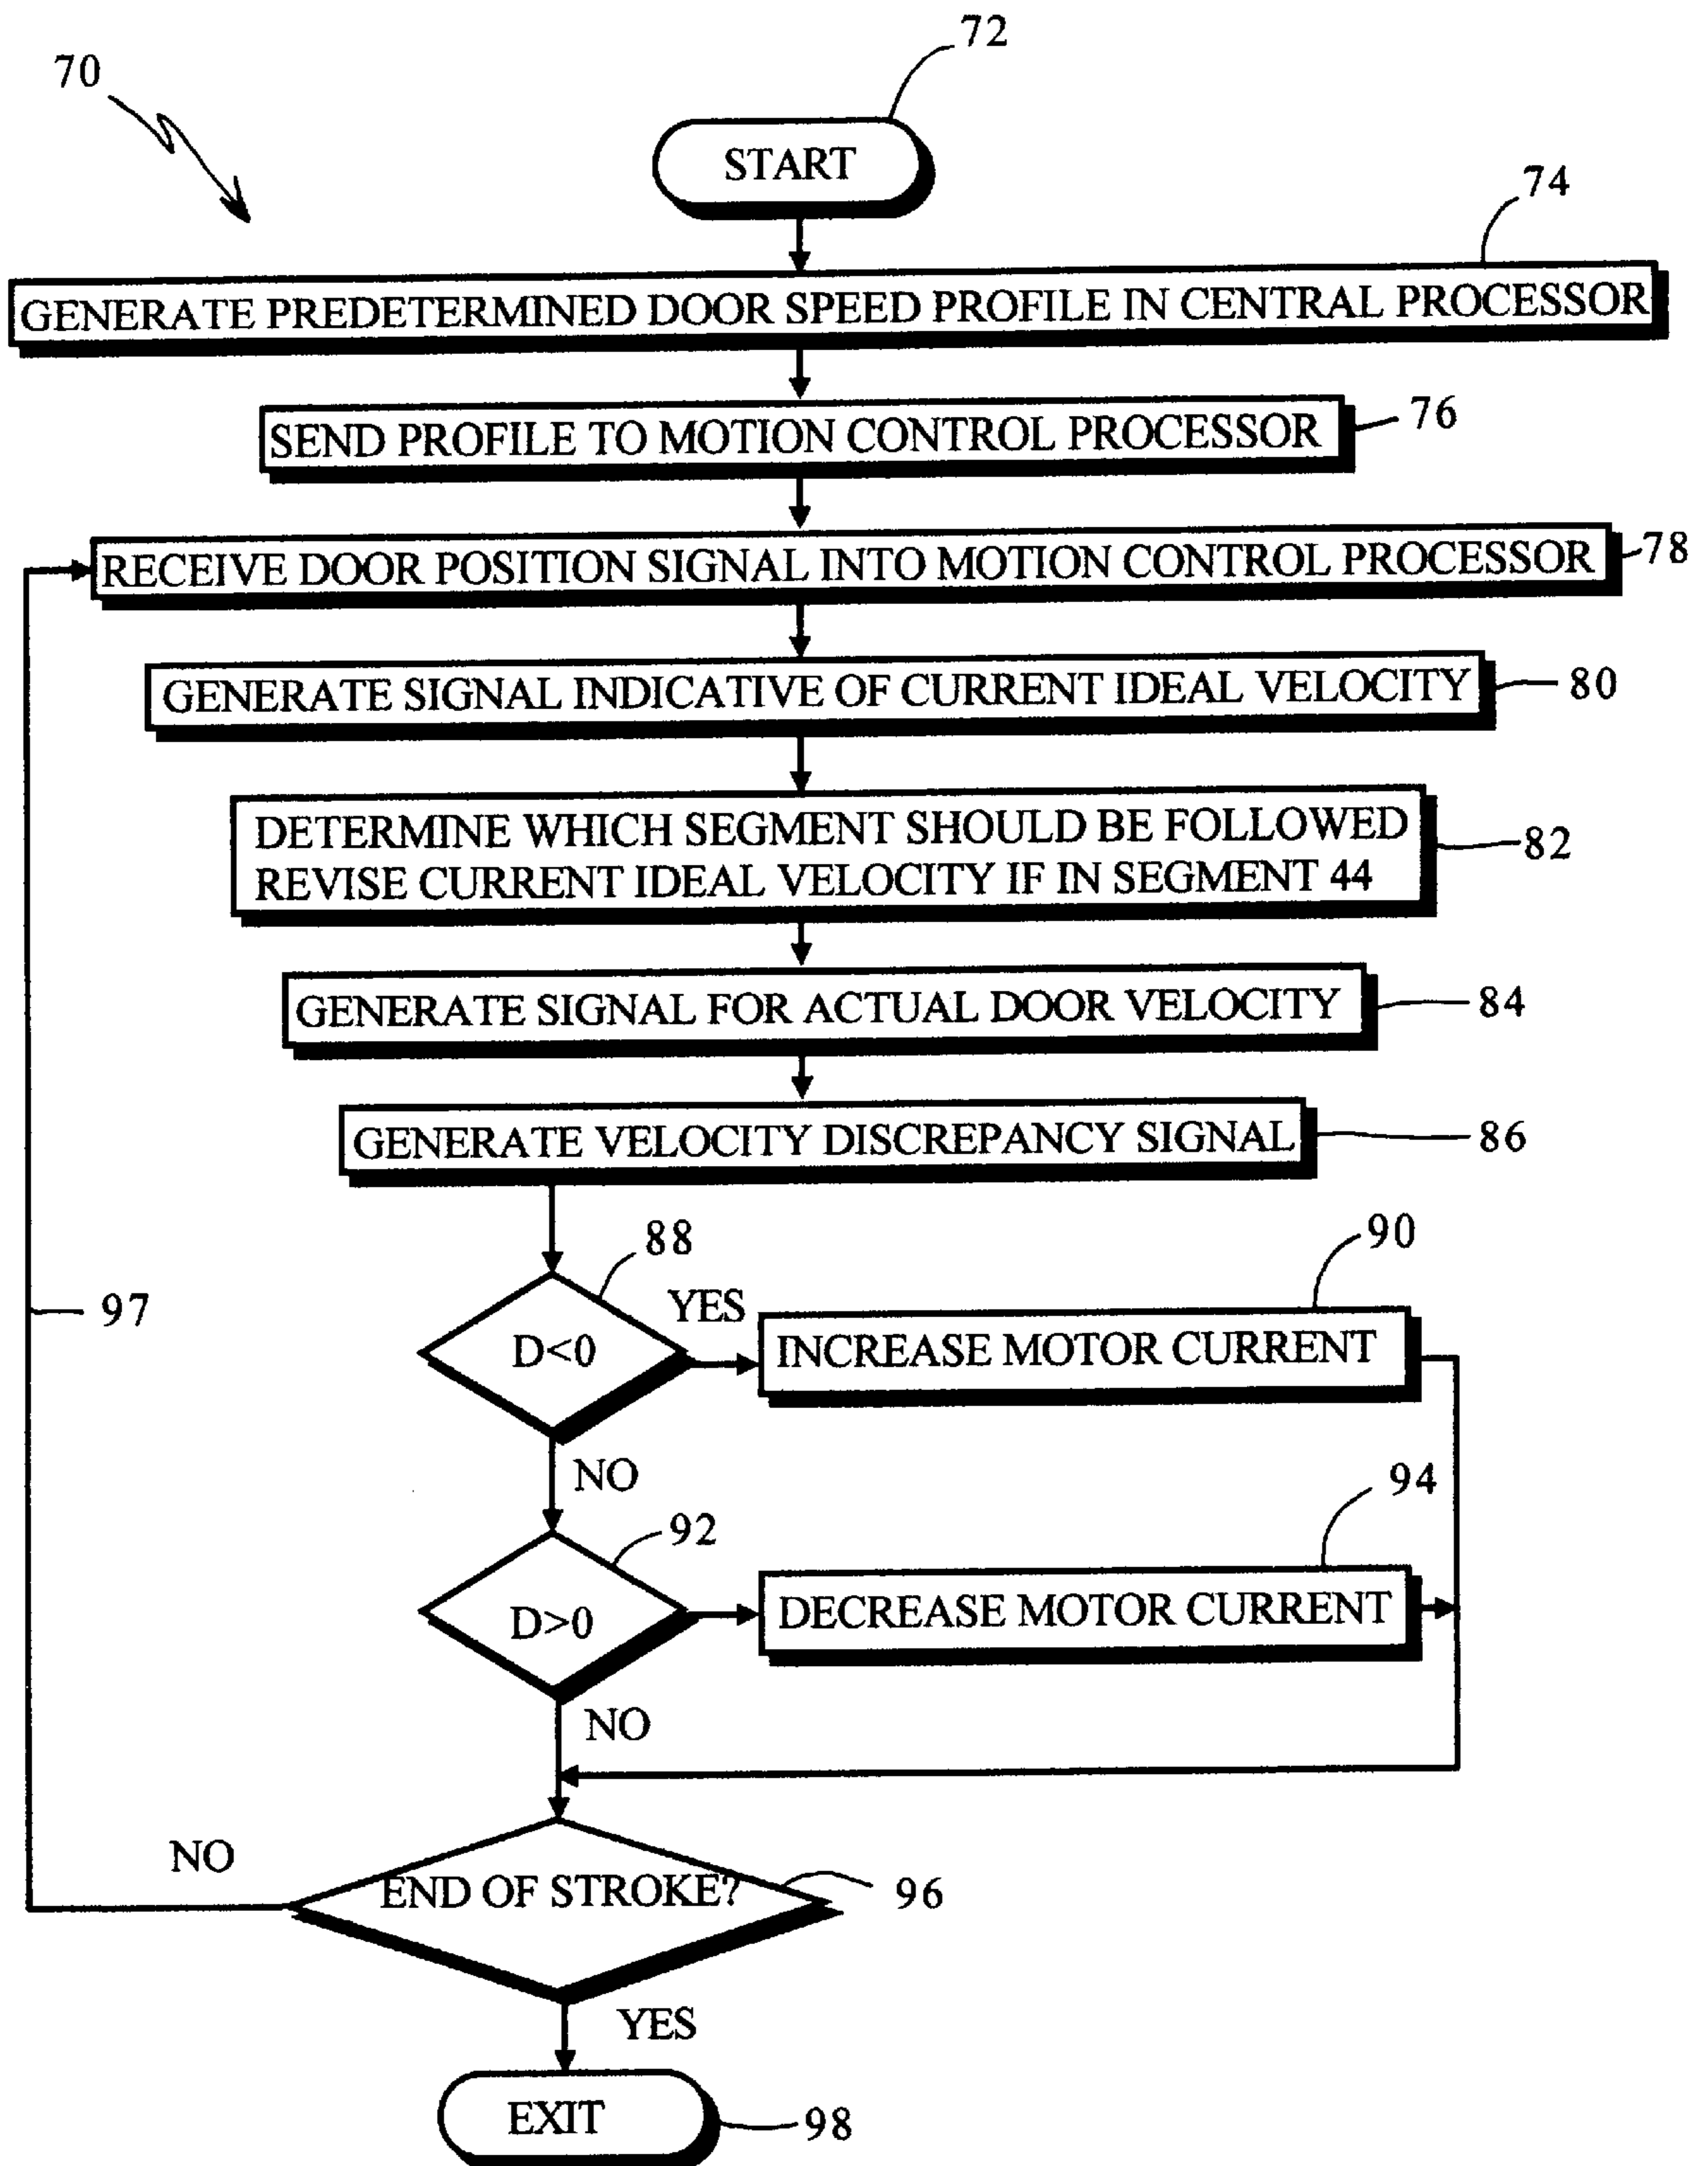 72
70
START
74
GENERATE PREDETERMINED DOOR SPEED PROFILE IN CENTRAL PROCESSOR
SEND PROFILE TO MOTION CONTROL PROCESSOR
76
RECEIVE DOOR POSITION SIGNAL INTO MOTION CONTROL PROCESSOR
78
GENERATE SIGNAL INDICATIVE OF CURRENT IDEAL VELOCITY
80
DETERMINE WHICH SEGMENT SHOULD BE FOLLOWED
REVISE CURRENT IDEAL VELOCITY IF IN SEGMENT 44
82
GENERATE SIGNAL FOR ACTUAL DOOR VELOCITY
84
GENERATE VELOCITY DISCREPANCY SIGNAL
86
88
90
97
YES
D<0
INCREASE MOTOR CURRENT
NO
94
92
D>0
DECREASE MOTOR CURRENT
NO
NO
END OF STROKE?
96
YES
EXIT
98